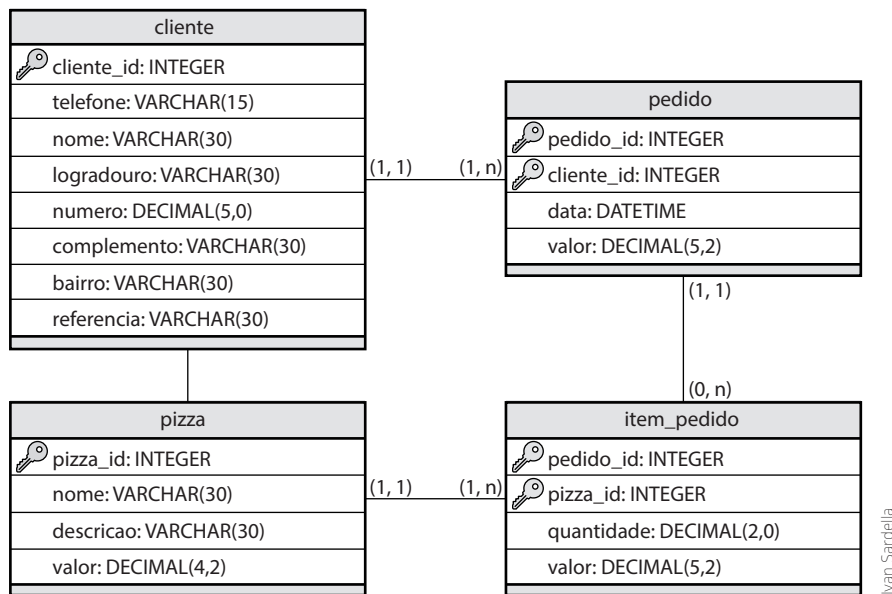 cliente
cliente_id: INTEGER
telefone: VARCHAR(15)
nome: VARCHAR(30)
logradouro: VARCHAR(30)
numero: DECIMAL(5,0)
complemento: VARCHAR(30)
bairro: VARCHAR(30)
referencia: VARCHAR(30)
(1, 1)
(1, n)
pedido
pedido_id: INTEGER
cliente_id: INTEGER
data: DATETIME
valor: DECIMAL(5,2)
(1, 1)
(0, n)
pizza
pizza_id: INTEGER
nome: VARCHAR(30)
descricao: VARCHAR(30)
valor: DECIMAL(4,2)
(1, 1)
(1, n)
item_pedido
pedido_id: INTEGER
pizza_id: INTEGER
quantidade: DECIMAL(2,0)
valor: DECIMAL(5,2)
Ivan Sardella